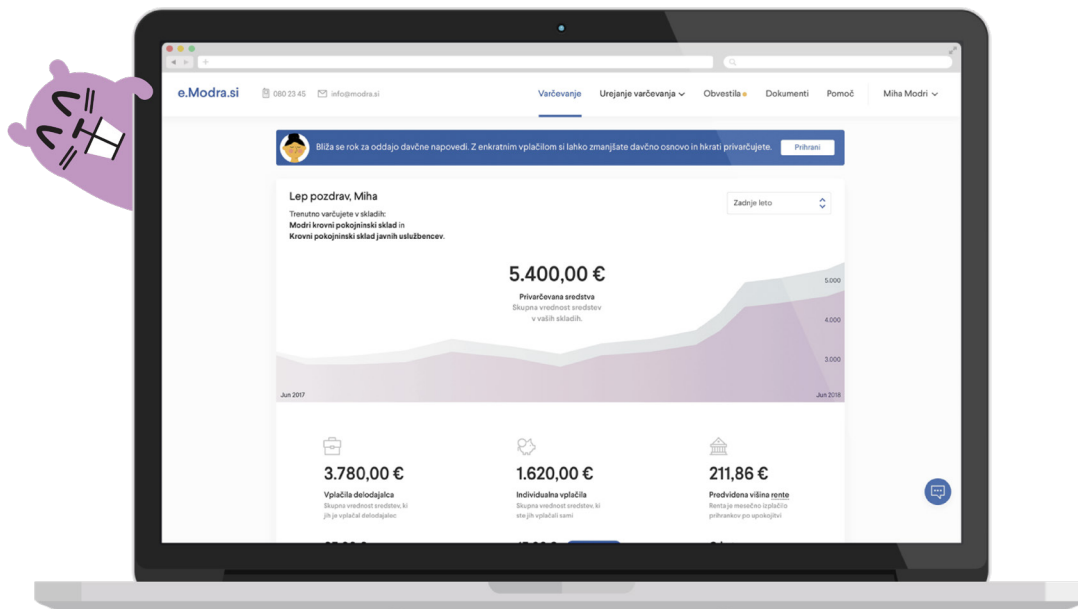 e.Modra.si
080 23 45
info@modra.si
Varčevanje
Urejanje varčevanja
Obvestila
Dokumenti
Pomoč
Miha Modri
Bliža se rok za oddajo davčne napovedi. Z enkratnim vplačilom si lahko zmanjšate davčno osnovo in hkrati privarčujete.
Prihrani
Lep pozdrav, Miha
Zadnje leto
Trenutno varčujete v skladih:
Modri krovni pokojninski sklad in
Krovni pokojninski sklad javnih uslužbencev.
5.400,00 €
Privarčevana sredstva
Skupna vrednost sredstev
v vaših skladih.
5.000
4.000
3.000
Jun 2017
Jun 2018
3.780,00 €
Vplačila delodajalca
Skupna vrednost sredstev, ki
jih je vplačal delodajalec
1.620,00 €
Individualna vplačila
Skupna vrednost sredstev, ki
ste jih vplačali sami
211,86 €
Predvidena višina rente
Renta je mesečno izplačilo
prihrankov po upokojitvi